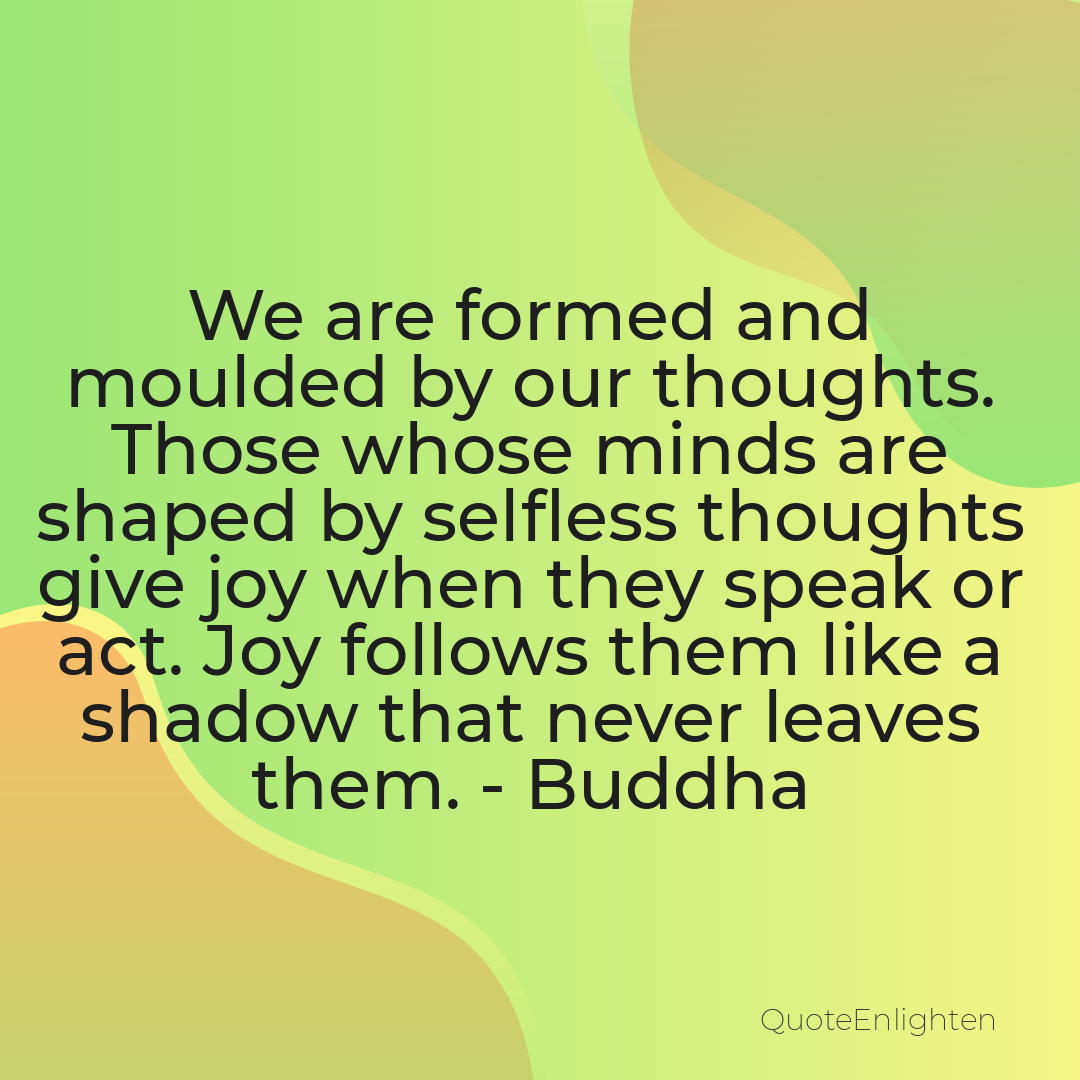 We are formed and
moulded by our thoughts.
Those whose minds are
shaped by selfless thoughts
give joy when they speak or
act. Joy follows them like a
shadow that never leaves
them. - Buddha
QuoteEnlighten